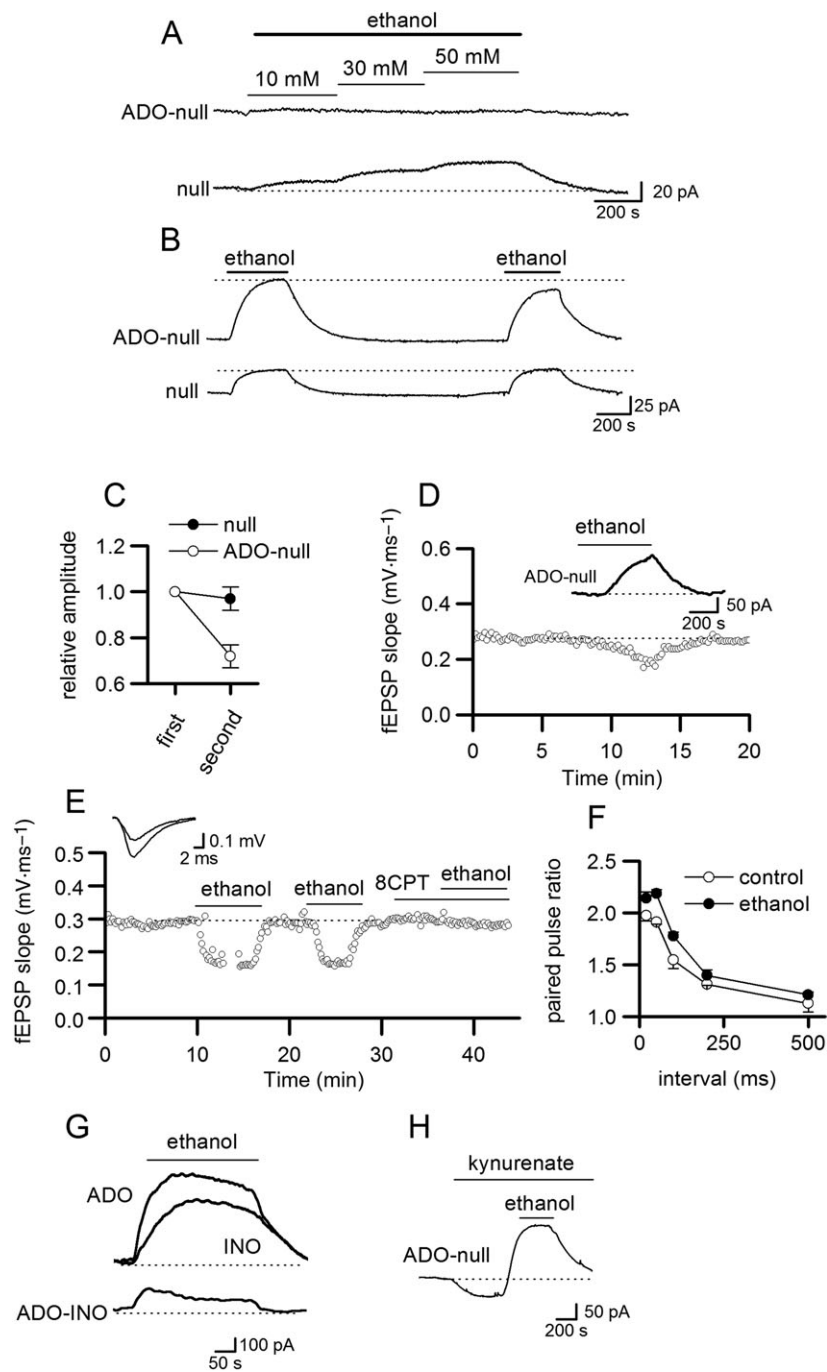 A
ethanol
10 mM
30 mM
50 mM
ADO-null
null
20 pA
200 s
B
ethanol
ethanol
ADO-null
null
25 pA
200 s
C
null
ADO-null
relative amplitude
1.2
1.0
0.8
0.6
first
second
D
fEPSP slope (mV·ms−1)
0.6
0.4
0.2
0.0
ethanol
ADO-null
50 pA
200 s
0
5
10
15
20
Time (min)
E
fEPSP slope (mV·ms−1)
0.5
0.4
0.3
0.2
0.1
0.0
0.1 mV
2 ms
ethanol
ethanol
8CPT
ethanol
0
10
20
30
40
Time (min)
F
paired pulse ratio
2.5
2.0
1.5
1.0
control
ethanol
0
250
500
interval (ms)
G
ethanol
ADO
INO
ADO-INO
100 pA
50 s
H
kynurenate
ethanol
ADO-null
50 pA
200 s